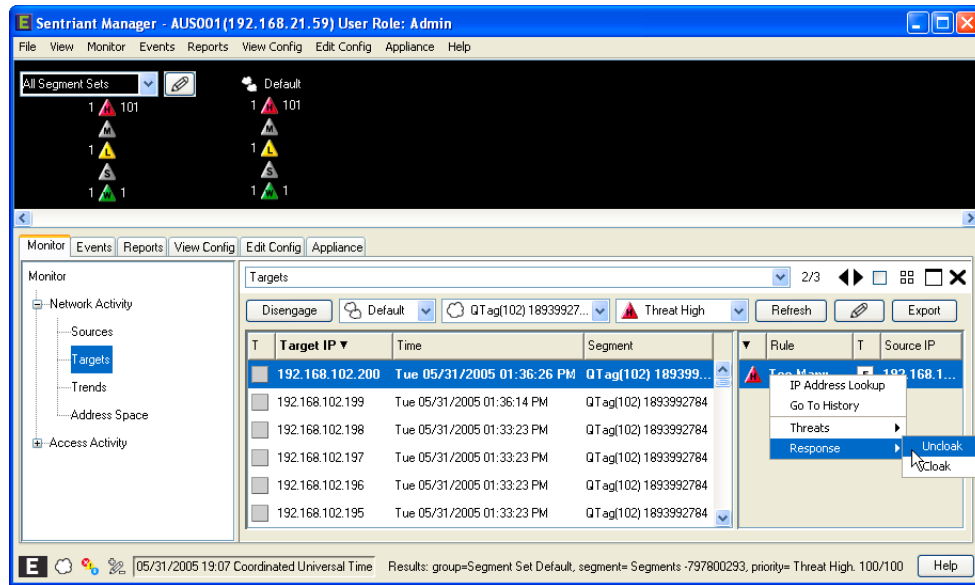 E Sentriant Manager - AUS001(192.168.21.59) User Role: Admin
File View Monitor Events Reports View Config Edit Config Appliance Help
All Segment Sets Default
1 H 101 1 H 101
M M
1 L 1 L
S S
1 W 1 1 W 1
Monitor Events Reports View Config Edit Config Appliance
Monitor
Network Activity
Sources
Targets
Trends
Address Space
Access Activity
Targets 2/3
Disengage Default QTag(102) 18939927... H Threat High Refresh Export
T Target IP Time Segment Rule T Source IP
192.168.102.200 Tue 05/31/2005 01:36:26 PM QTag(102) 189399... H 192.168.1...
192.168.102.199 Tue 05/31/2005 01:36:14 PM QTag(102) 1893992784
192.168.102.198 Tue 05/31/2005 01:33:23 PM QTag(102) 1893992784
192.168.102.197 Tue 05/31/2005 01:33:23 PM QTag(102) 1893992784
192.168.102.196 Tue 05/31/2005 01:33:23 PM QTag(102) 1893992784
192.168.102.195 Tue 05/31/2005 01:33:23 PM QTag(102) 1893992784
IP Address Lookup
Go To History
Threats
Response
Uncloak
Cloak
E 05/31/2005 19:07 Coordinated Universal Time Results: group=Segment Set Default, segment= Segments -797800293, priority= Threat High. 100/100 Help